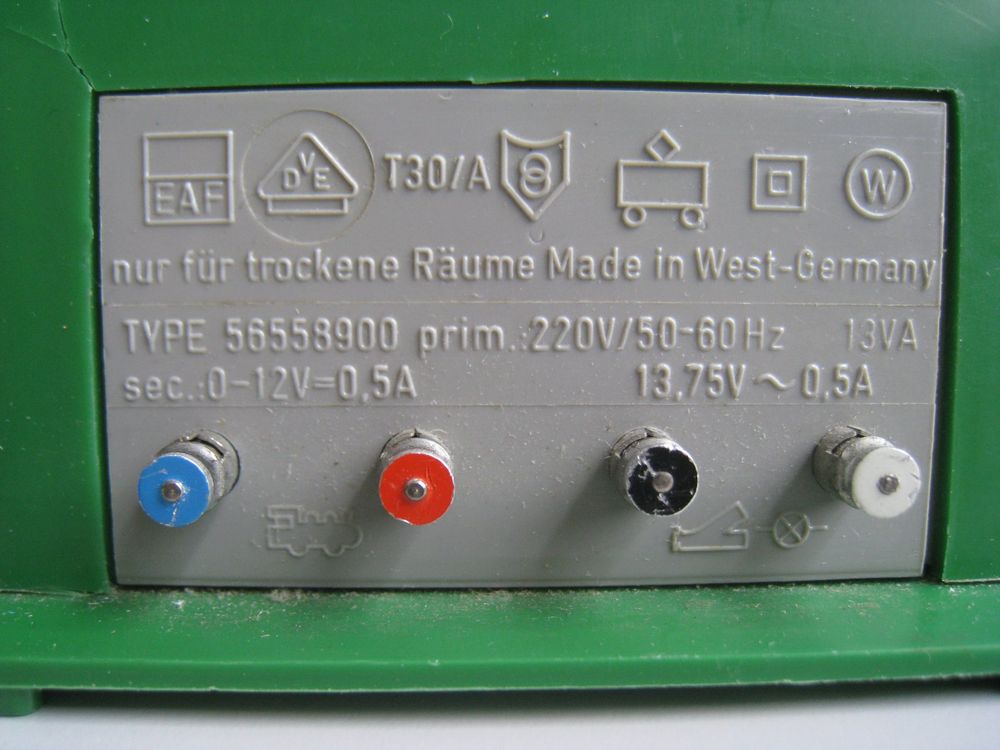 EAF VDE T30/A W
nur für trockene Räume Made in West-Germany
TYPE 56558900 prim.:220V/50-60Hz 13VA
sec.:0-12V=0,5A 13,75V~0,5A